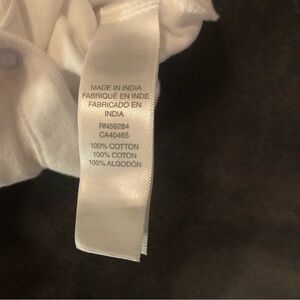 MADE IN INDIA
FABRIQUÉ EN INDE
FABRICADO EN
INDIA
RN59284
CA40465
100% COTTON
100% COTON
100% ALGODÓN